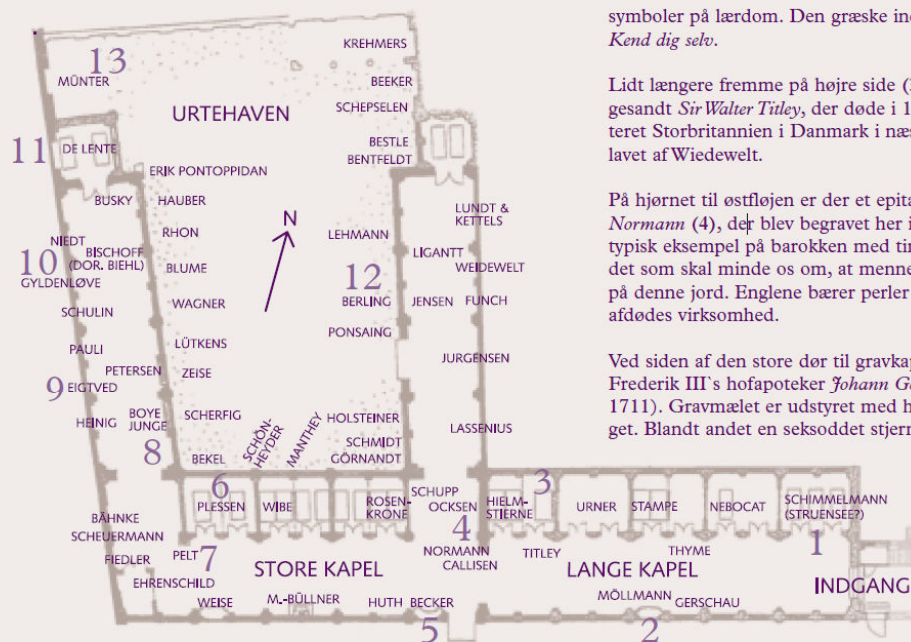 KREHMERS
13
MÜNTER
BEEKER
SCHEPSELEN
URTEHAVEN
11
DE LENTE
BESTLE
BENTFELDT
ERIK PONTOPPIDAN
BUSKY
HAUBER
LUNDT &
KETTELS
N
NIEDT
RHON
LEHMANN
10
BISCHOFF
(DOR. BIEHL)
GYLDENLØVE
BLUME
LIGANTT
WEIDEWELT
12
SCHULIN
WAGNER
BERLING
JENSEN
FUNCH
PAULI
LÜTKENS
PONSAING
JURGENSEN
PETERSEN
ZEISE
9
EIGTVED
HEINIG
BOYE
JUNGE
SCHERFIG
SCHÖN-
HEYDER
MANTHEY
HOLSTEINER
LASSENIUS
8
BEKEL
SCHMIDT
GÖRNANDT
6
PLESSEN
WIBE
ROSEN-
KRONE
SCHUPP
OCKSEN
HIELM-
STIERNE
3
URNER
STAMPE
NEBOCAT
SCHIMMELMANN
(STRUENSEE?)
1
BÄHNKE
SCHEUERMANN
FIEDLER
PELT
7
4
NORMANN
CALLISEN
TITLEY
THYME
STORE KAPEL
LANGE KAPEL
INDGANG
EHRENSCHILD
WEISE
M.-BÜLLNER
HUTH
BECKER
5
MÖLLMANN
GERSCHAU
2
symboler på lærdom. Den græske ind
Kend dig selv.
Lidt længere fremme på højre side (
gesandt Sir Walter Titley, der døde i 1
teret Storbritannien i Danmark i næs
lavet af Wiedewelt.
På hjørnet til østfløjen er der et epita
Normann (4), der blev begravet her i
typisk eksempel på barokken med tin
det som skal minde os om, at menne
på denne jord. Englene bærer perler
afdødes virksomhed.
Ved siden af den store dør til gravkap
Frederik III`s hofapoteker Johann G
1711). Gravmælet er udstyret med h
get. Blandt andet en seksoddet stjern